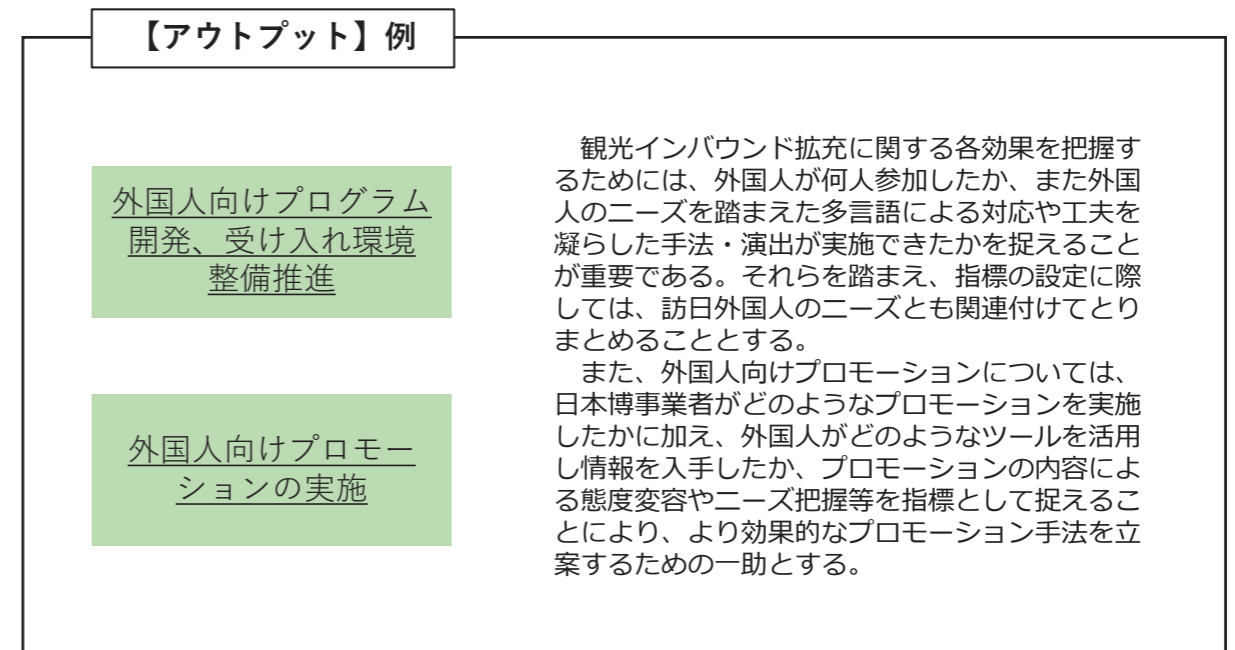 【アウトプット】例
外国人向けプログラム
開発、受け入れ環境
整備推進
外国人向けプロモー
ションの実施
　観光インバウンド拡充に関する各効果を把握す
るためには、外国人が何人参加したか、また外国
人のニーズを踏まえた多言語による対応や工夫を
凝らした手法・演出が実施できたかを捉えること
が重要である。それらを踏まえ、指標の設定に際
しては、訪日外国人のニーズとも関連付けてとり
まとめることとする。
　また、外国人向けプロモーションについては、
日本博事業者がどのようなプロモーションを実施
したかに加え、外国人がどのようなツールを活用
し情報を入手したか、プロモーションの内容によ
る態度変容やニーズ把握等を指標として捉えるこ
とにより、より効果的なプロモーション手法を立
案するための一助とする。